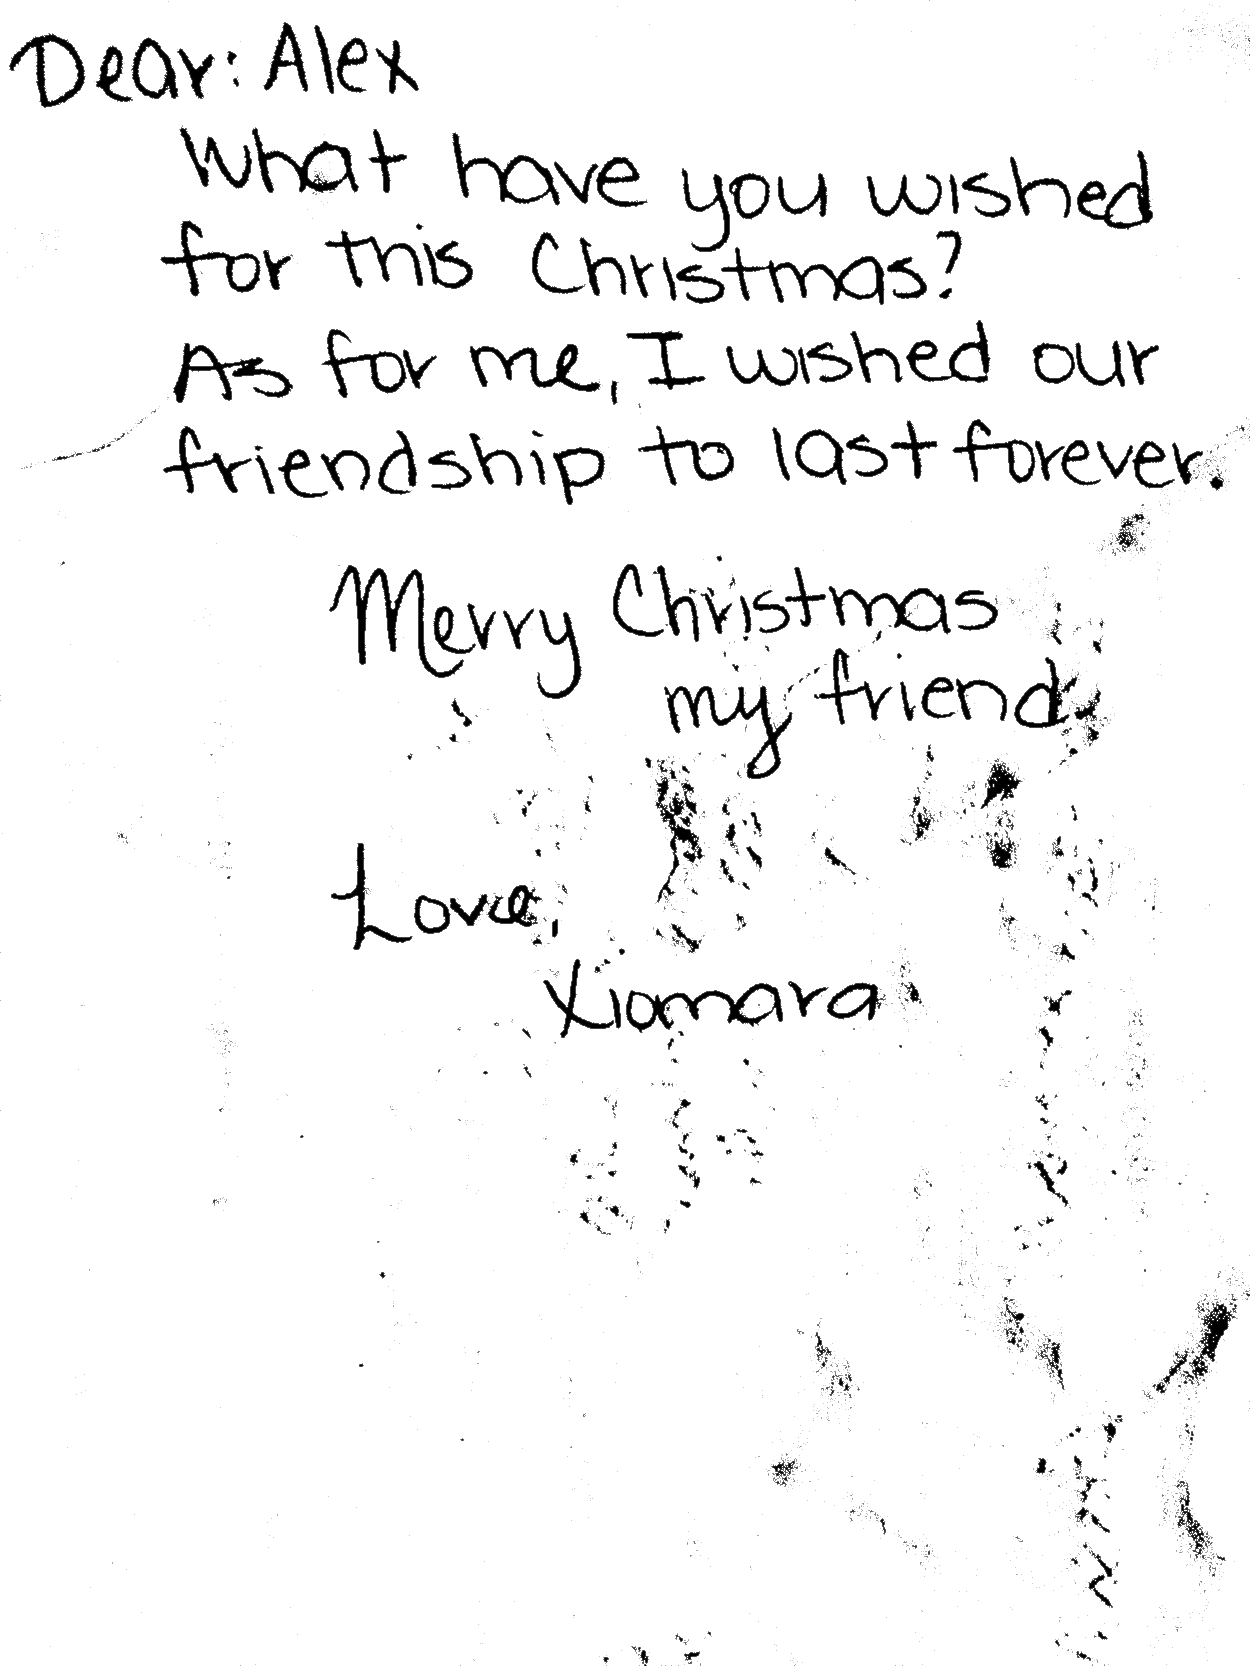 Dear: Alex
What have you wished
for this Christmas?
As for me, I wished our
friendship to last forever.
Merry Christmas
my friend.
Love,
Xiomara